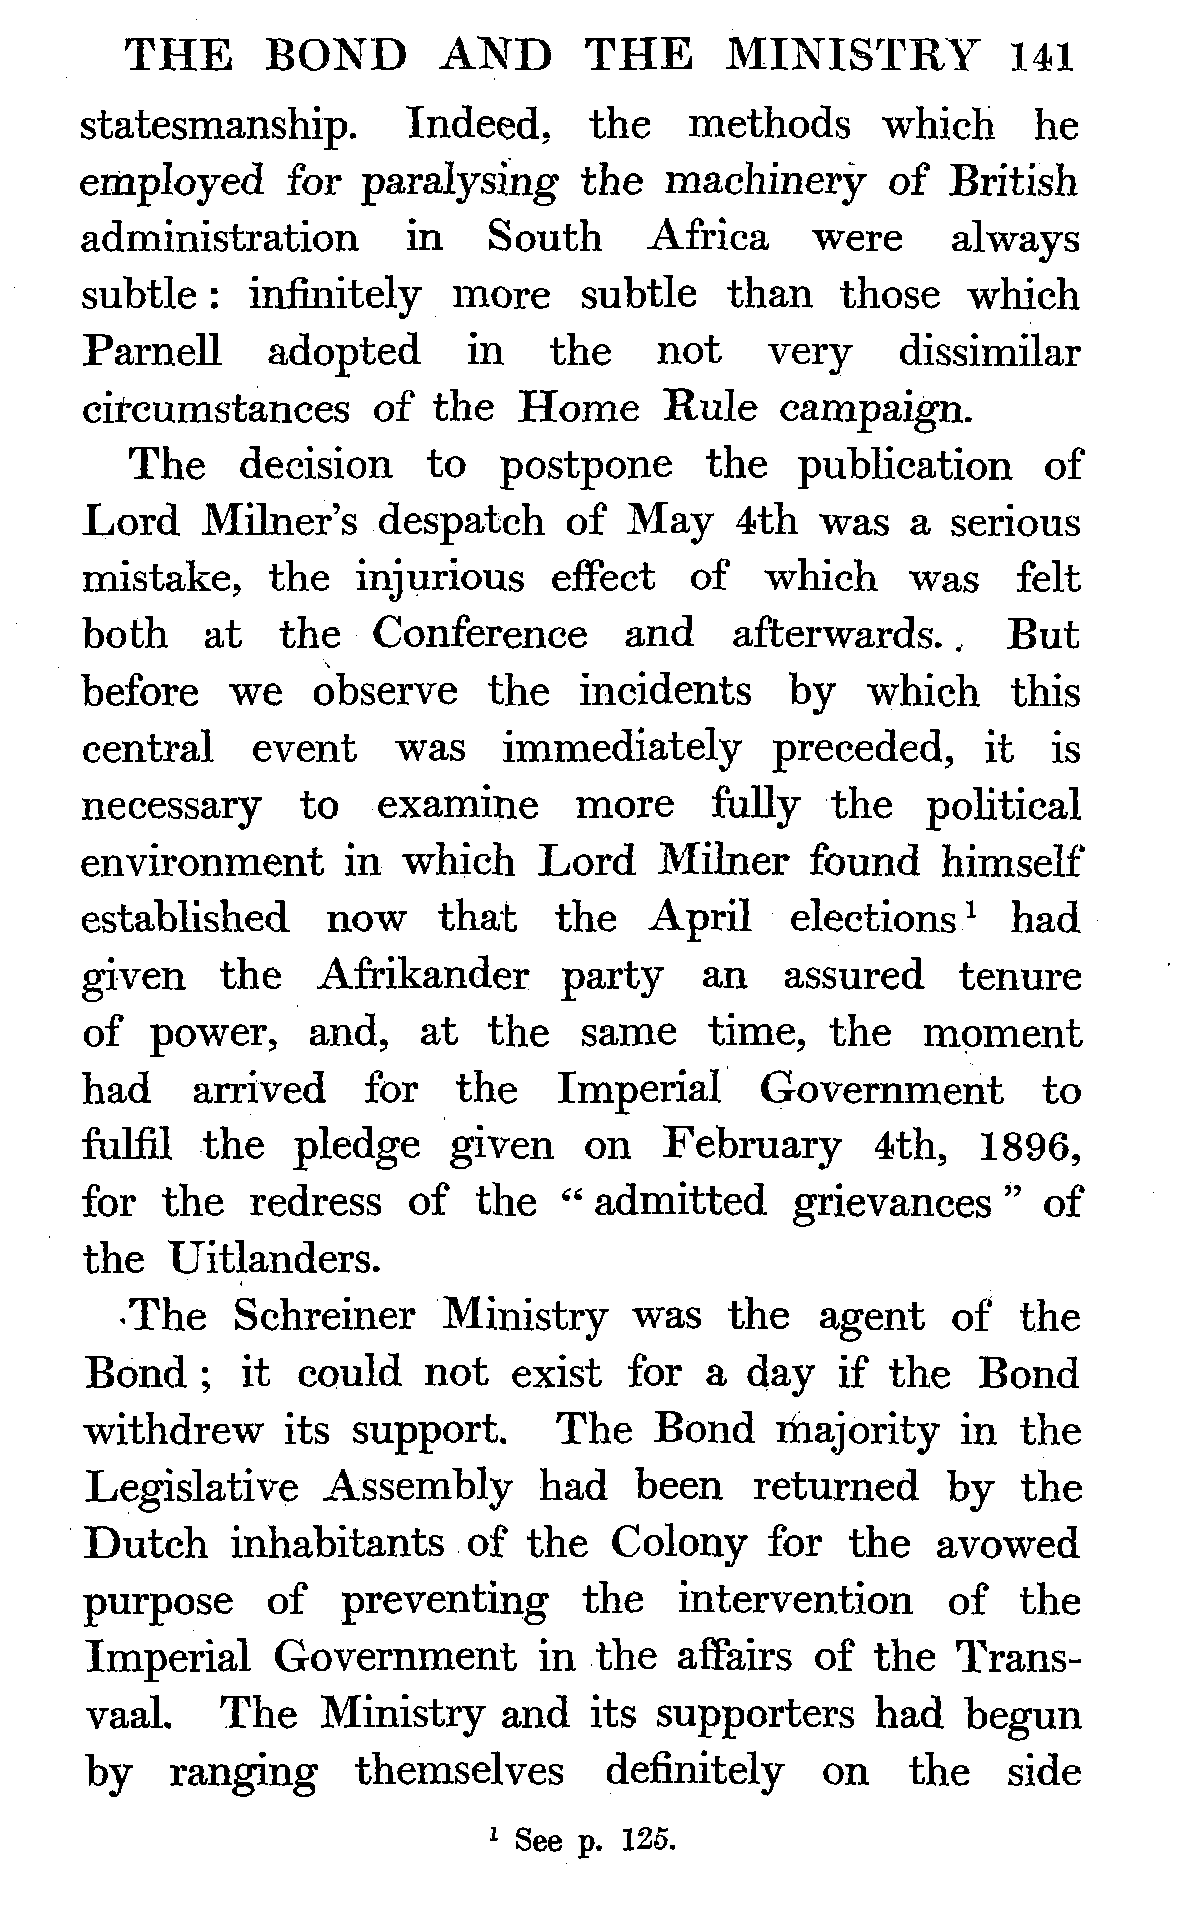 THE BOND AND THE MINISTRY 141
statesmanship. Indeed, the methods which he
employed for paralysing the machinery of British
administration in South Africa were always
subtle : infinitely more subtle than those which
Parnell adopted in the not very dissimilar
circumstances of the Home Rule campaign.
The decision to postpone the publication of
Lord Milner's despatch of May 4th was a serious
mistake, the injurious effect of which was felt
both at the Conference and afterwards. But
before we observe the incidents by which this
central event was immediately preceded, it is
necessary to examine more fully the political
environment in which Lord Milner found himself
established now that the April elections¹ had
given the Afrikander party an assured tenure
of power, and, at the same time, the moment
had arrived for the Imperial Government to
fulfil the pledge given on February 4th, 1896,
for the redress of the “ admitted grievances ” of
the Uitlanders.
The Schreiner Ministry was the agent of the
Bond ; it could not exist for a day if the Bond
withdrew its support. The Bond majority in the
Legislative Assembly had been returned by the
Dutch inhabitants of the Colony for the avowed
purpose of preventing the intervention of the
Imperial Government in the affairs of the Trans-
vaal. The Ministry and its supporters had begun
by ranging themselves definitely on the side
¹ See p. 125.